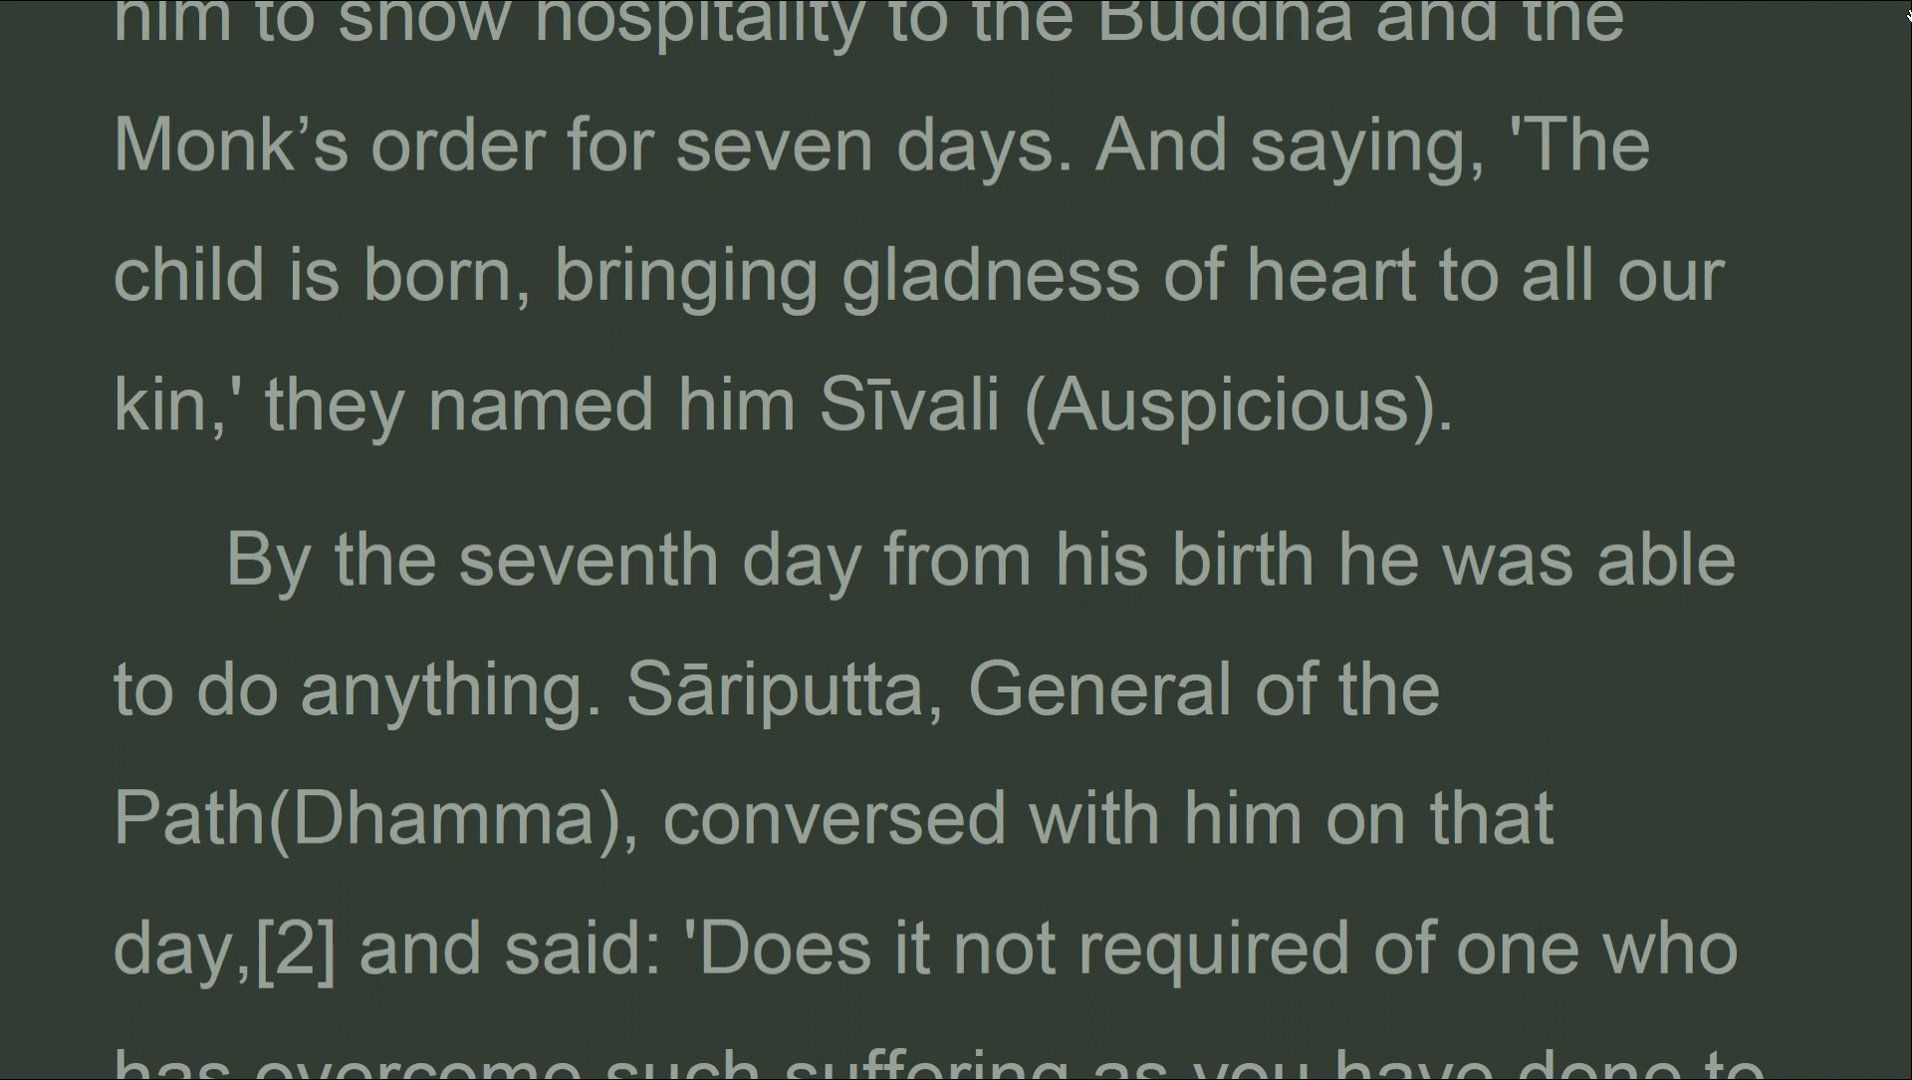 him to show hospitality to the Buddha and the
Monk’s order for seven days. And saying, 'The
child is born, bringing gladness of heart to all our
kin,' they named him Sīvali (Auspicious).
By the seventh day from his birth he was able
to do anything. Sāriputta, General of the
Path(Dhamma), conversed with him on that
day,[2] and said: 'Does it not required of one who
has overcome such suffering as you have done to